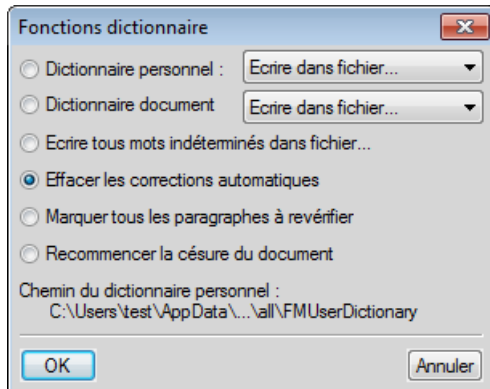 Fonctions dictionnaire
Dictionnaire personnel : Ecrire dans fichier...
Dictionnaire document Ecrire dans fichier...
Ecrire tous mots indéterminés dans fichier...
Effacer les corrections automatiques
Marquer tous les paragraphes à revérifier
Recommencer la césure du document
Chemin du dictionnaire personnel :
C:\Users\test\AppData\...\all\FMUserDictionary
OK Annuler